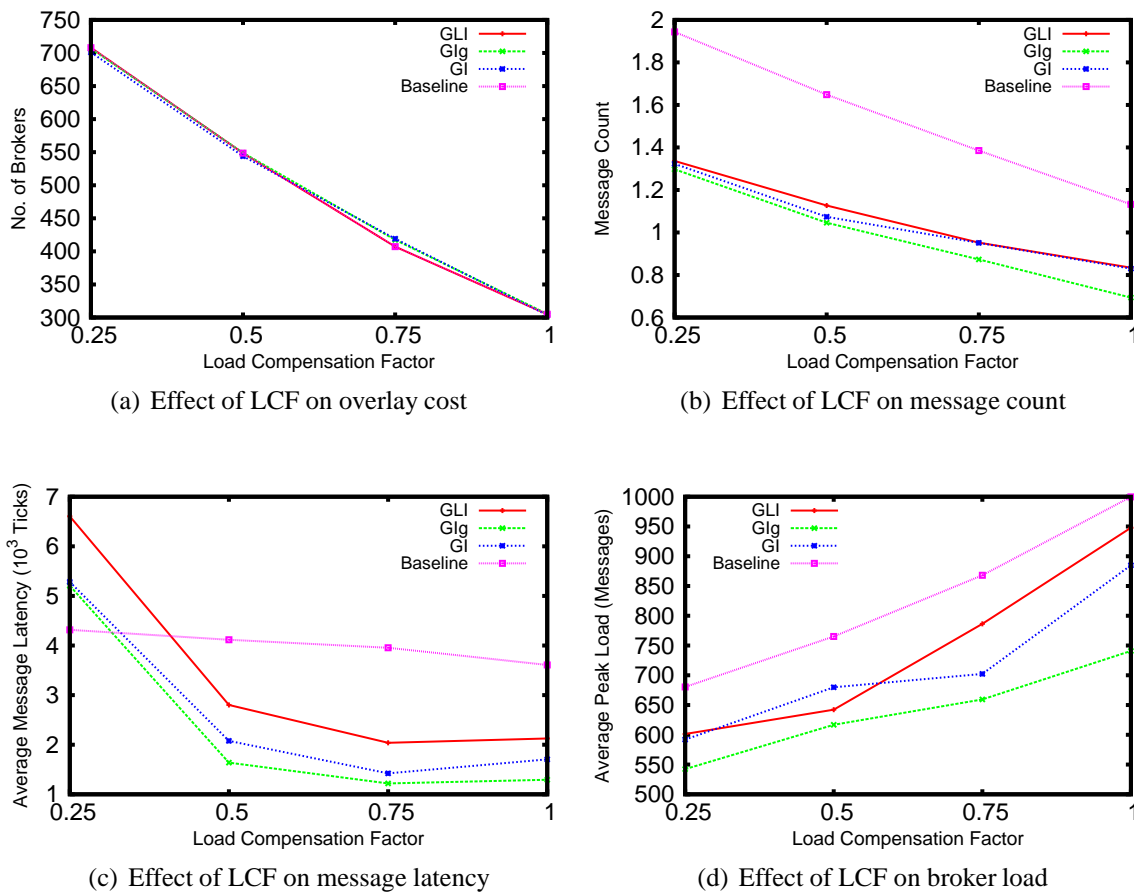 750
700
650
600
550
500
450
400
350
300
0.25
0.5
0.75
1
No. of Brokers
Load Compensation Factor
GLI
GIg
GI
Baseline
(a) Effect of LCF on overlay cost
2
1.8
1.6
1.4
1.2
1
0.8
0.6
0.25
0.5
0.75
1
Message Count
Load Compensation Factor
GLI
GIg
GI
Baseline
(b) Effect of LCF on message count
7
6
5
4
3
2
1
0.25
0.5
0.75
1
Average Message Latency (10³ Ticks)
Load Compensation Factor
GLI
GIg
GI
Baseline
(c) Effect of LCF on message latency
1000
950
900
850
800
750
700
650
600
550
500
0.25
0.5
0.75
1
Average Peak Load (Messages)
Load Compensation Factor
GLI
GIg
GI
Baseline
(d) Effect of LCF on broker load